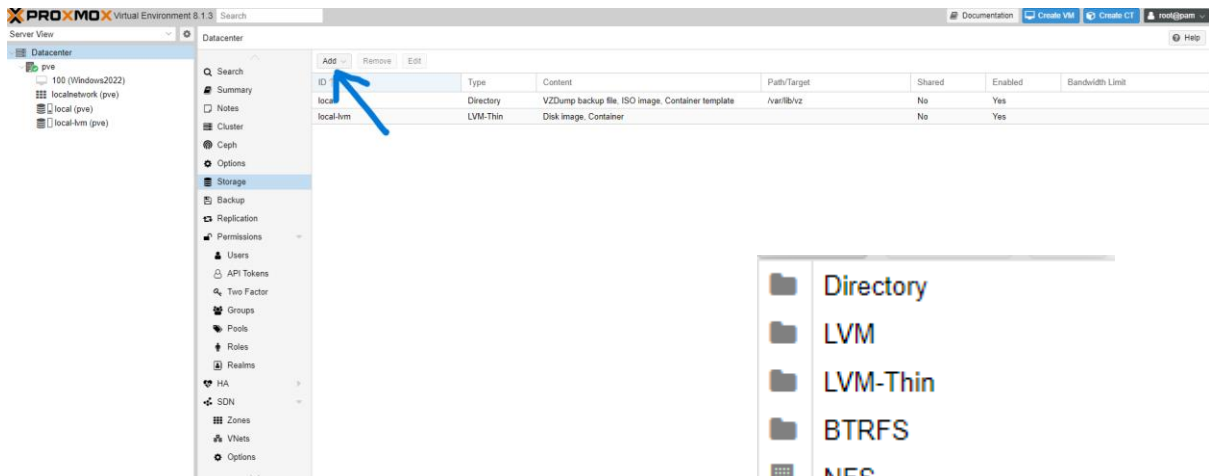 PROXMOX Virtual Environment 8.1.3 Search Documentation Create VM Create CT root@pam
Server View Datacenter Help
Datacenter
pve
100 (Windows2022)
localnetwork (pve)
local (pve)
local-lvm (pve)
Search
Summary
Notes
Cluster
Ceph
Options
Storage
Backup
Replication
Permissions
Users
API Tokens
Two Factor
Groups
Pools
Roles
Realms
HA
SDN
Zones
VNets
Options
Add Remove Edit
ID Type Content Path/Target Shared Enabled Bandwidth Limit
local Directory VZDump backup file, ISO image, Container template /var/lib/vz No Yes
local-lvm LVM-Thin Disk image, Container No Yes
Directory
LVM
LVM-Thin
BTRFS
NFS